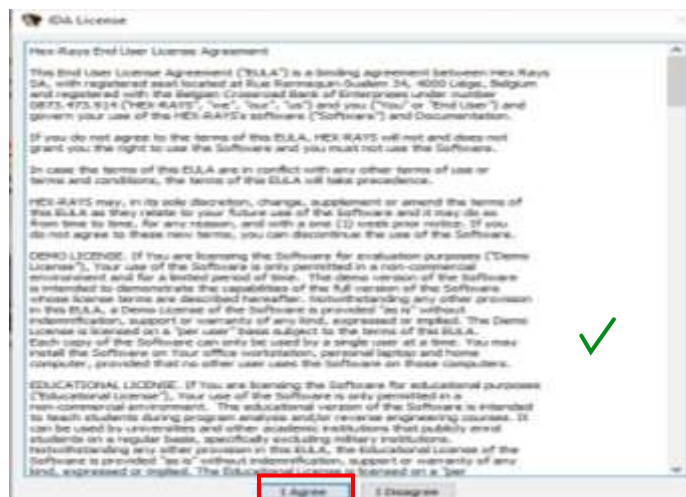 IDA License
Hex-Rays End User License Agreement
This End User License Agreement ("EULA") is a binding agreement between Hex-Rays
SA, with registered seat located at Rue Rennequin-Sualem 34, 4000 Liège, Belgium
and registered with the Belgian Crossroad Bank of Enterprises under number
0873.473.914 ("HEX-RAYS", "we", "our", "us") and you ("You" or "End User") and
govern your use of the HEX-RAYS's software ("Software") and Documentation.
If you do not agree to the terms of this EULA, HEX-RAYS will not and does not
grant you the right to use the Software and you must not use the Software.
In case the terms of this EULA are in conflict with any other terms of use or
terms and conditions, the terms of this EULA will take precedence.
HEX-RAYS may, in its sole discretion, change, supplement or amend the terms of
this EULA as they relate to your future use of the Software and it may do so
from time to time, for any reason, and with a one (1) week prior notice. If you
do not agree to these new terms, you can discontinue the use of the Software.
DEMO LICENSE. If You are licensing the Software for evaluation purposes ("Demo
License"), Your use of the Software is only permitted in a non-commercial
environment and for a limited period of time. The demo version of the Software
is intended to demonstrate the capabilities of the full version of the Software
whose license terms are described hereafter. Notwithstanding any other provision
in this EULA, a Demo License of the Software is provided "as is" without
indemnification, support or warranty of any kind, expressed or implied. The Demo
License is licensed on a "per user" basis subject to the terms of this EULA.
Each copy of the Software can only be used by a single user at a time. You may
install the Software on Your office workstation, personal laptop and home
computer, provided that no other user uses the Software on those computers.
EDUCATIONAL LICENSE. If You are licensing the Software for educational purposes
("Educational License"), Your use of the Software is only permitted in a
non-commercial environment. The educational version of the Software is intended
to teach students during program analysis and/or reverse engineering courses. It
can be used by universities and other academic institutions that publicly enrol
students on a regular basis, specifically excluding military institutions.
Notwithstanding any other provision in this EULA, the Educational License of the
Software is provided "as is" without indemnification, support or warranty of any
kind, expressed or implied. The Educational License is licensed on a "per
I Agree
I Disagree